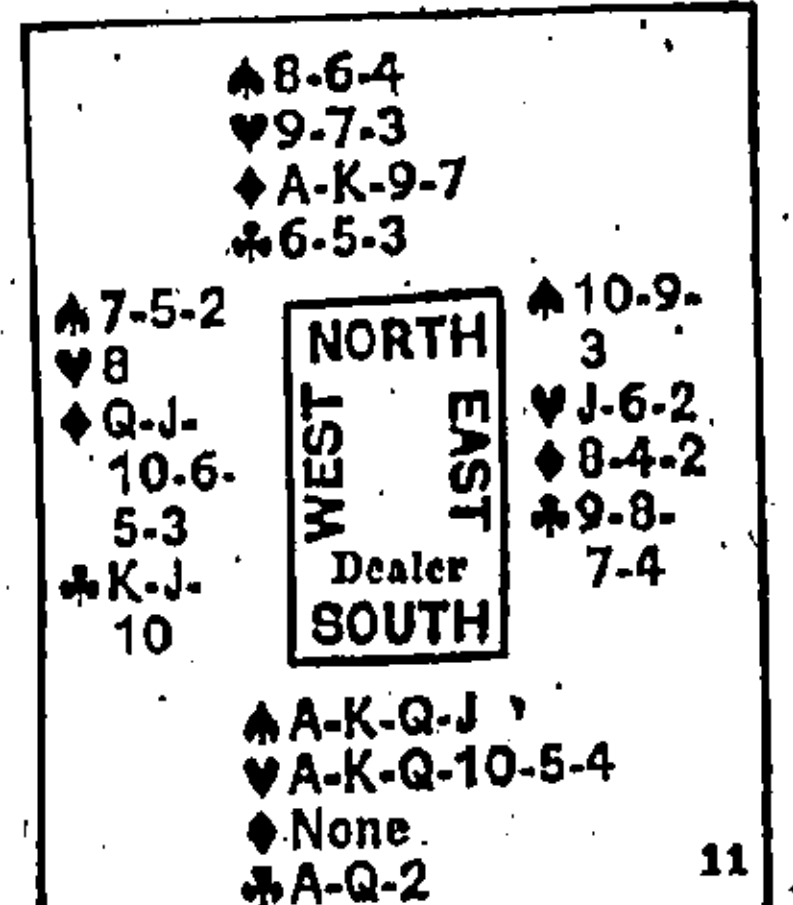 ♠8-6-4
♥9-7-3
♦A-K-9-7
♣6-5-3
♠7-5-2
♥8
♦Q-J-
10-6-
5-3
♣K-J-
10
NORTH
WEST
EAST
Dealer
SOUTH
♠10-9-
3
♥J-6-2
♦8-4-2
♣9-8-
7-4
♠A-K-Q-J
♥A-K-Q-10-5-4
♦None
♣A-Q-2
11